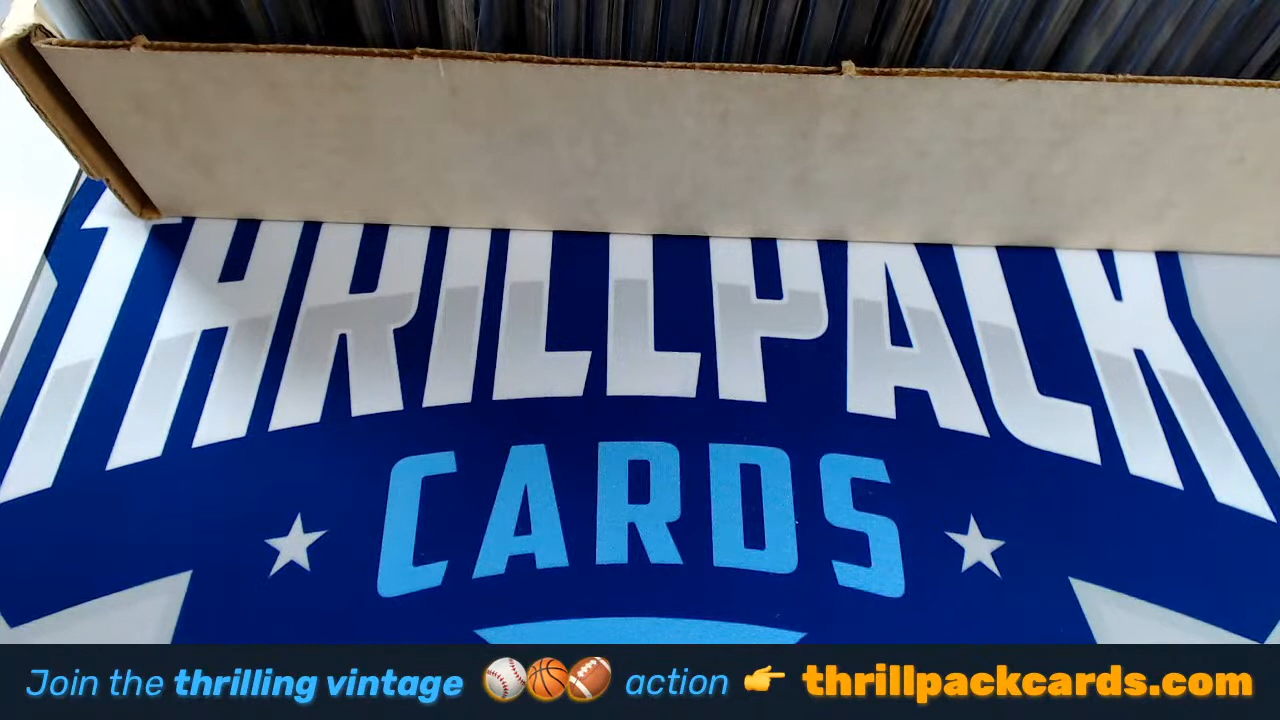 THRILLPACK
CARDS
Join the thrilling vintage ⚾🏀🏈 action 👉 thrillpackcards.com